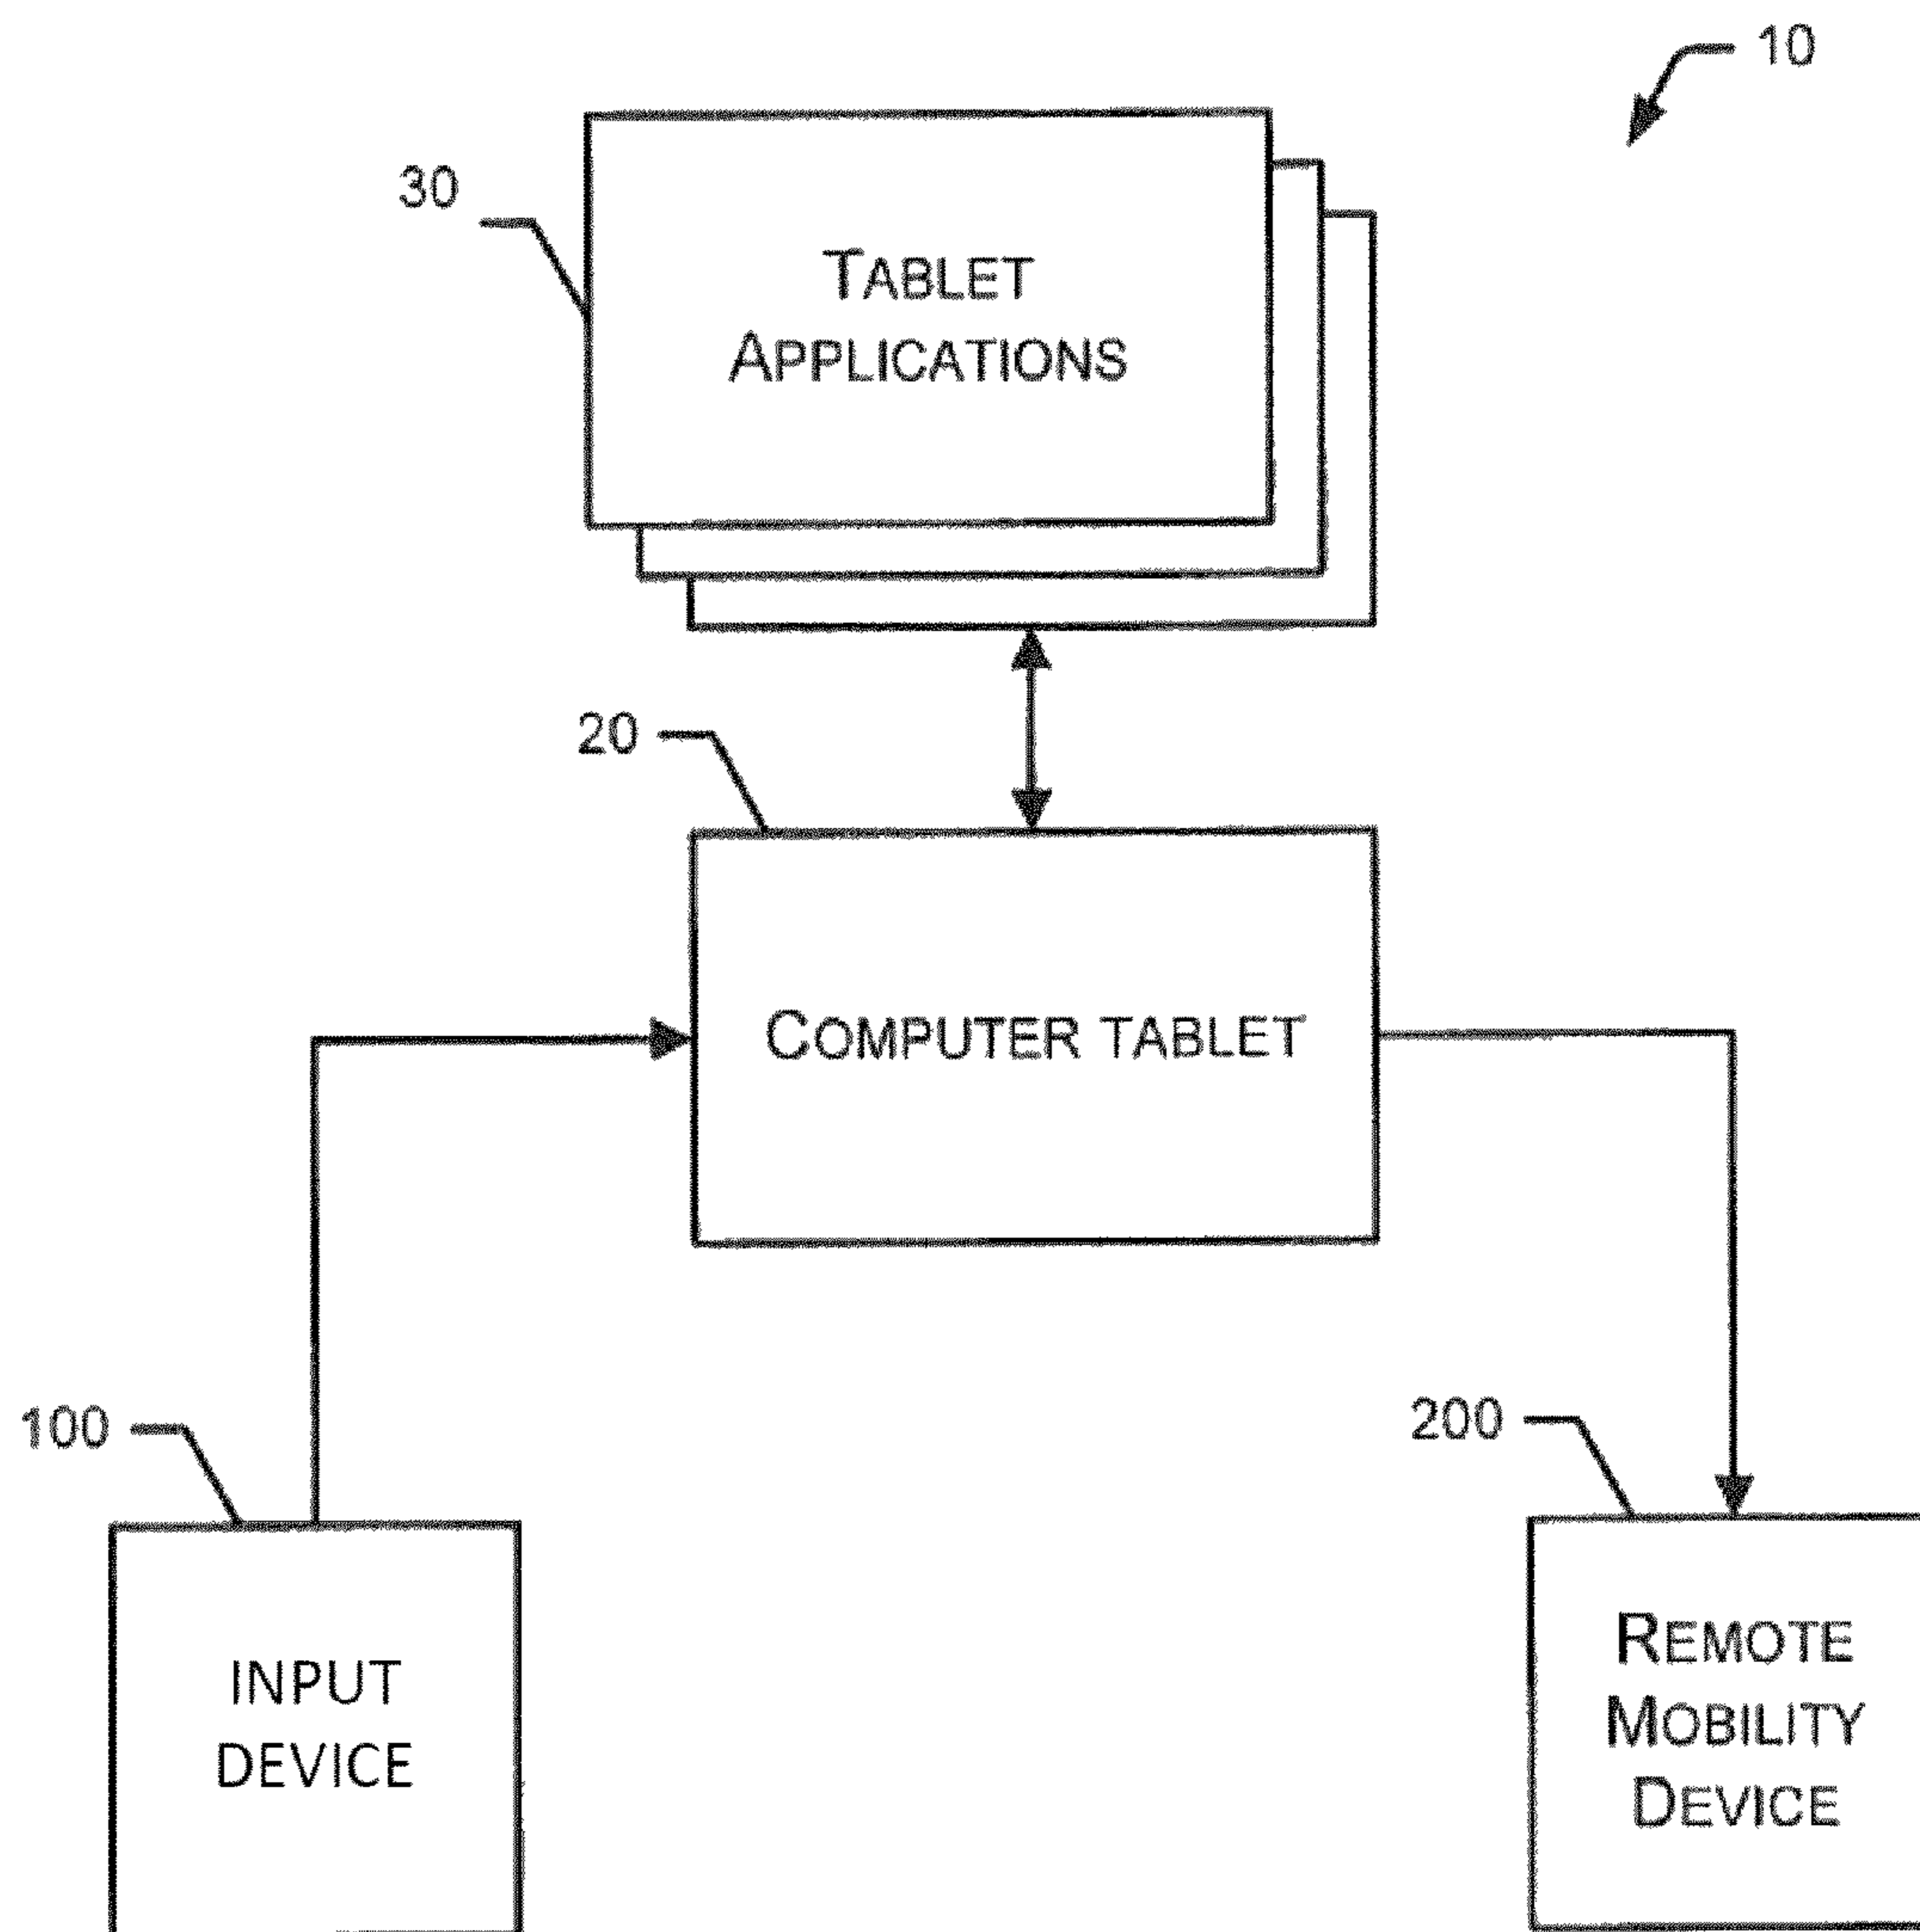 10
30
TABLET
APPLICATIONS
20
COMPUTER TABLET
100
200
INPUT
DEVICE
REMOTE
MOBILITY
DEVICE